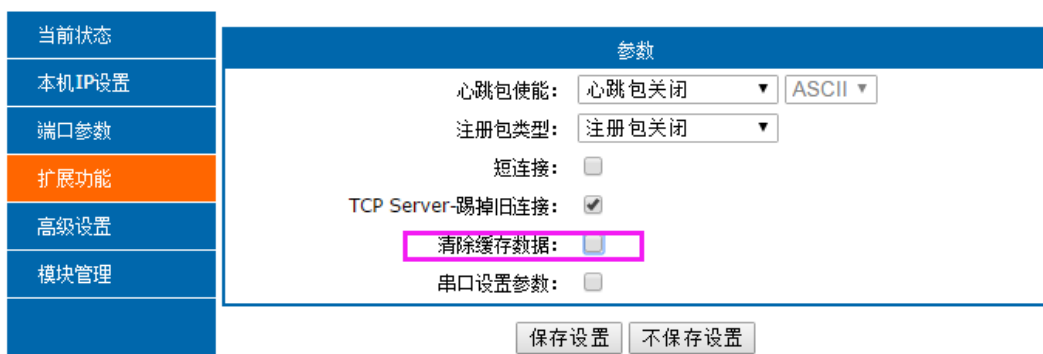 当前状态
本机IP设置
端口参数
扩展功能
高级设置
模块管理
参数
心跳包使能： 心跳包关闭 ASCII
注册包类型： 注册包关闭
短连接：
TCP Server-踢掉旧连接：
清除缓存数据：
串口设置参数：
保存设置 不保存设置